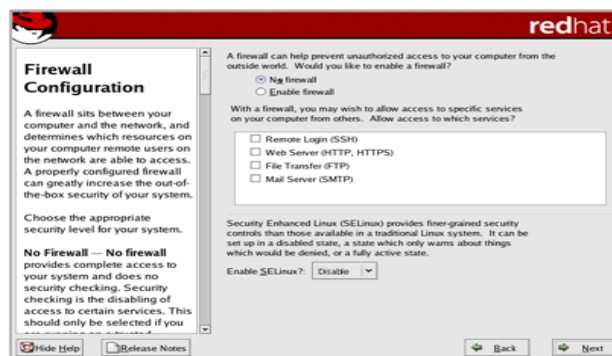 redhat
Firewall
Configuration
A firewall sits between your
computer and the network, and
determines which resources on
your computer remote users on
the network are able to access.
A properly configured firewall
can greatly increase the out-of-
the-box security of your system.
Choose the appropriate
security level for your system.
No Firewall — No firewall
provides complete access to
your system and does no
security checking. Security
checking is the disabling of
access to certain services. This
should only be selected if you
are running on a trusted
A firewall can help prevent unauthorized access to your computer from the
outside world. Would you like to enable a firewall?
No firewall
Enable firewall
With a firewall, you may wish to allow access to specific services
on your computer from others. Allow access to which services?
Remote Login (SSH)
Web Server (HTTP, HTTPS)
File Transfer (FTP)
Mail Server (SMTP)
Security Enhanced Linux (SELinux) provides finer-grained security
controls than those available in a traditional Linux system. It can be
set up in a disabled state, a state which only warns about things
which would be denied, or a fully active state.
Enable SELinux?: Disable
Hide Help
Release Notes
Back
Next